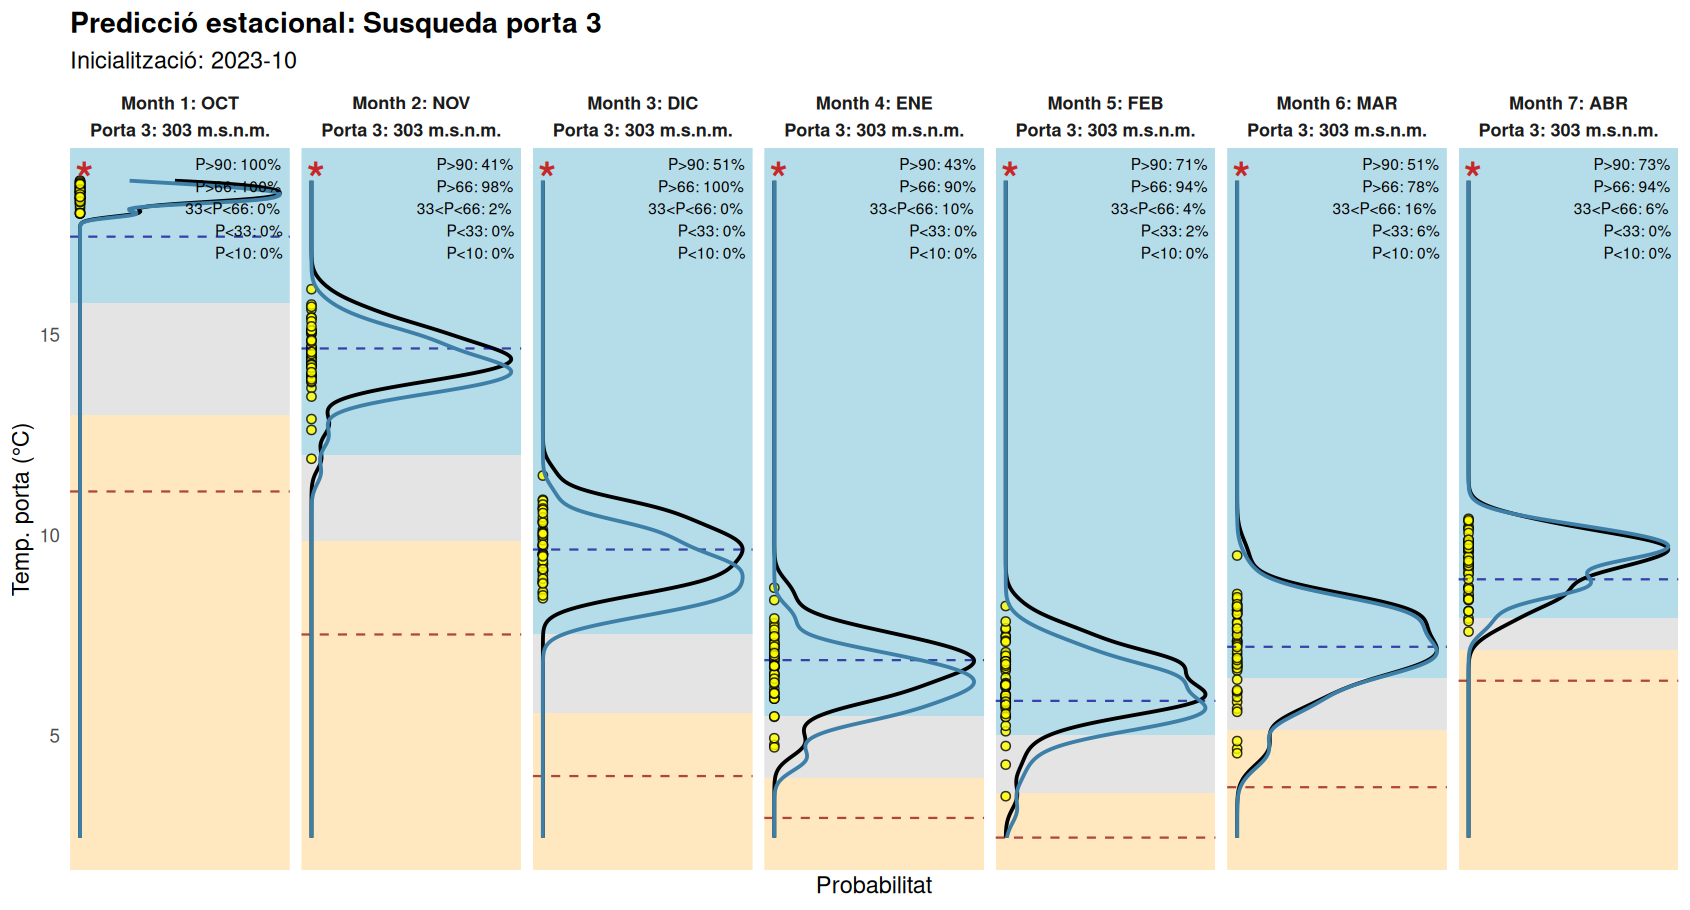 Predicció estacional: Susqueda porta 3
Inicialització: 2023-10
Month 1: OCT
Porta 3: 303 m.s.n.m.
Month 2: NOV
Porta 3: 303 m.s.n.m.
Month 3: DIC
Porta 3: 303 m.s.n.m.
Month 4: ENE
Porta 3: 303 m.s.n.m.
Month 5: FEB
Porta 3: 303 m.s.n.m.
Month 6: MAR
Porta 3: 303 m.s.n.m.
Month 7: ABR
Porta 3: 303 m.s.n.m.
*
P>90: 100%
P>66: 100%
33<P<66: 0%
P<33: 0%
P<10: 0%
*
P>90: 41%
P>66: 98%
33<P<66: 2%
P<33: 0%
P<10: 0%
*
P>90: 51%
P>66: 100%
33<P<66: 0%
P<33: 0%
P<10: 0%
*
P>90: 43%
P>66: 90%
33<P<66: 10%
P<33: 0%
P<10: 0%
*
P>90: 71%
P>66: 94%
33<P<66: 4%
P<33: 2%
P<10: 0%
*
P>90: 51%
P>66: 78%
33<P<66: 16%
P<33: 6%
P<10: 0%
*
P>90: 73%
P>66: 94%
33<P<66: 6%
P<33: 0%
P<10: 0%
15
10
5
Temp. porta (°C)
Probabilitat